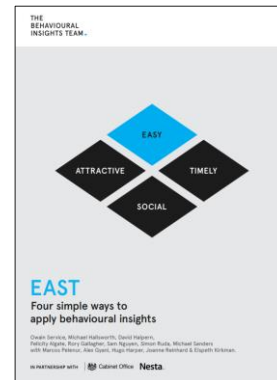 THE
BEHAVIOURAL
INSIGHTS TEAM.
EASY
ATTRACTIVE
TIMELY
SOCIAL
EAST
Four simple ways to
apply behavioural insights
Owain Service, Michael Hallsworth, David Halpern,
Felicity Algate, Rory Gallagher, Sam Nguyen, Simon Ruda, Michael Sanders
with Marcos Pelenur, Alex Gyani, Hugo Harper, Joanne Reinhard & Elspeth Kirkman.
IN PARTNERSHIP WITH Cabinet Office Nesta.